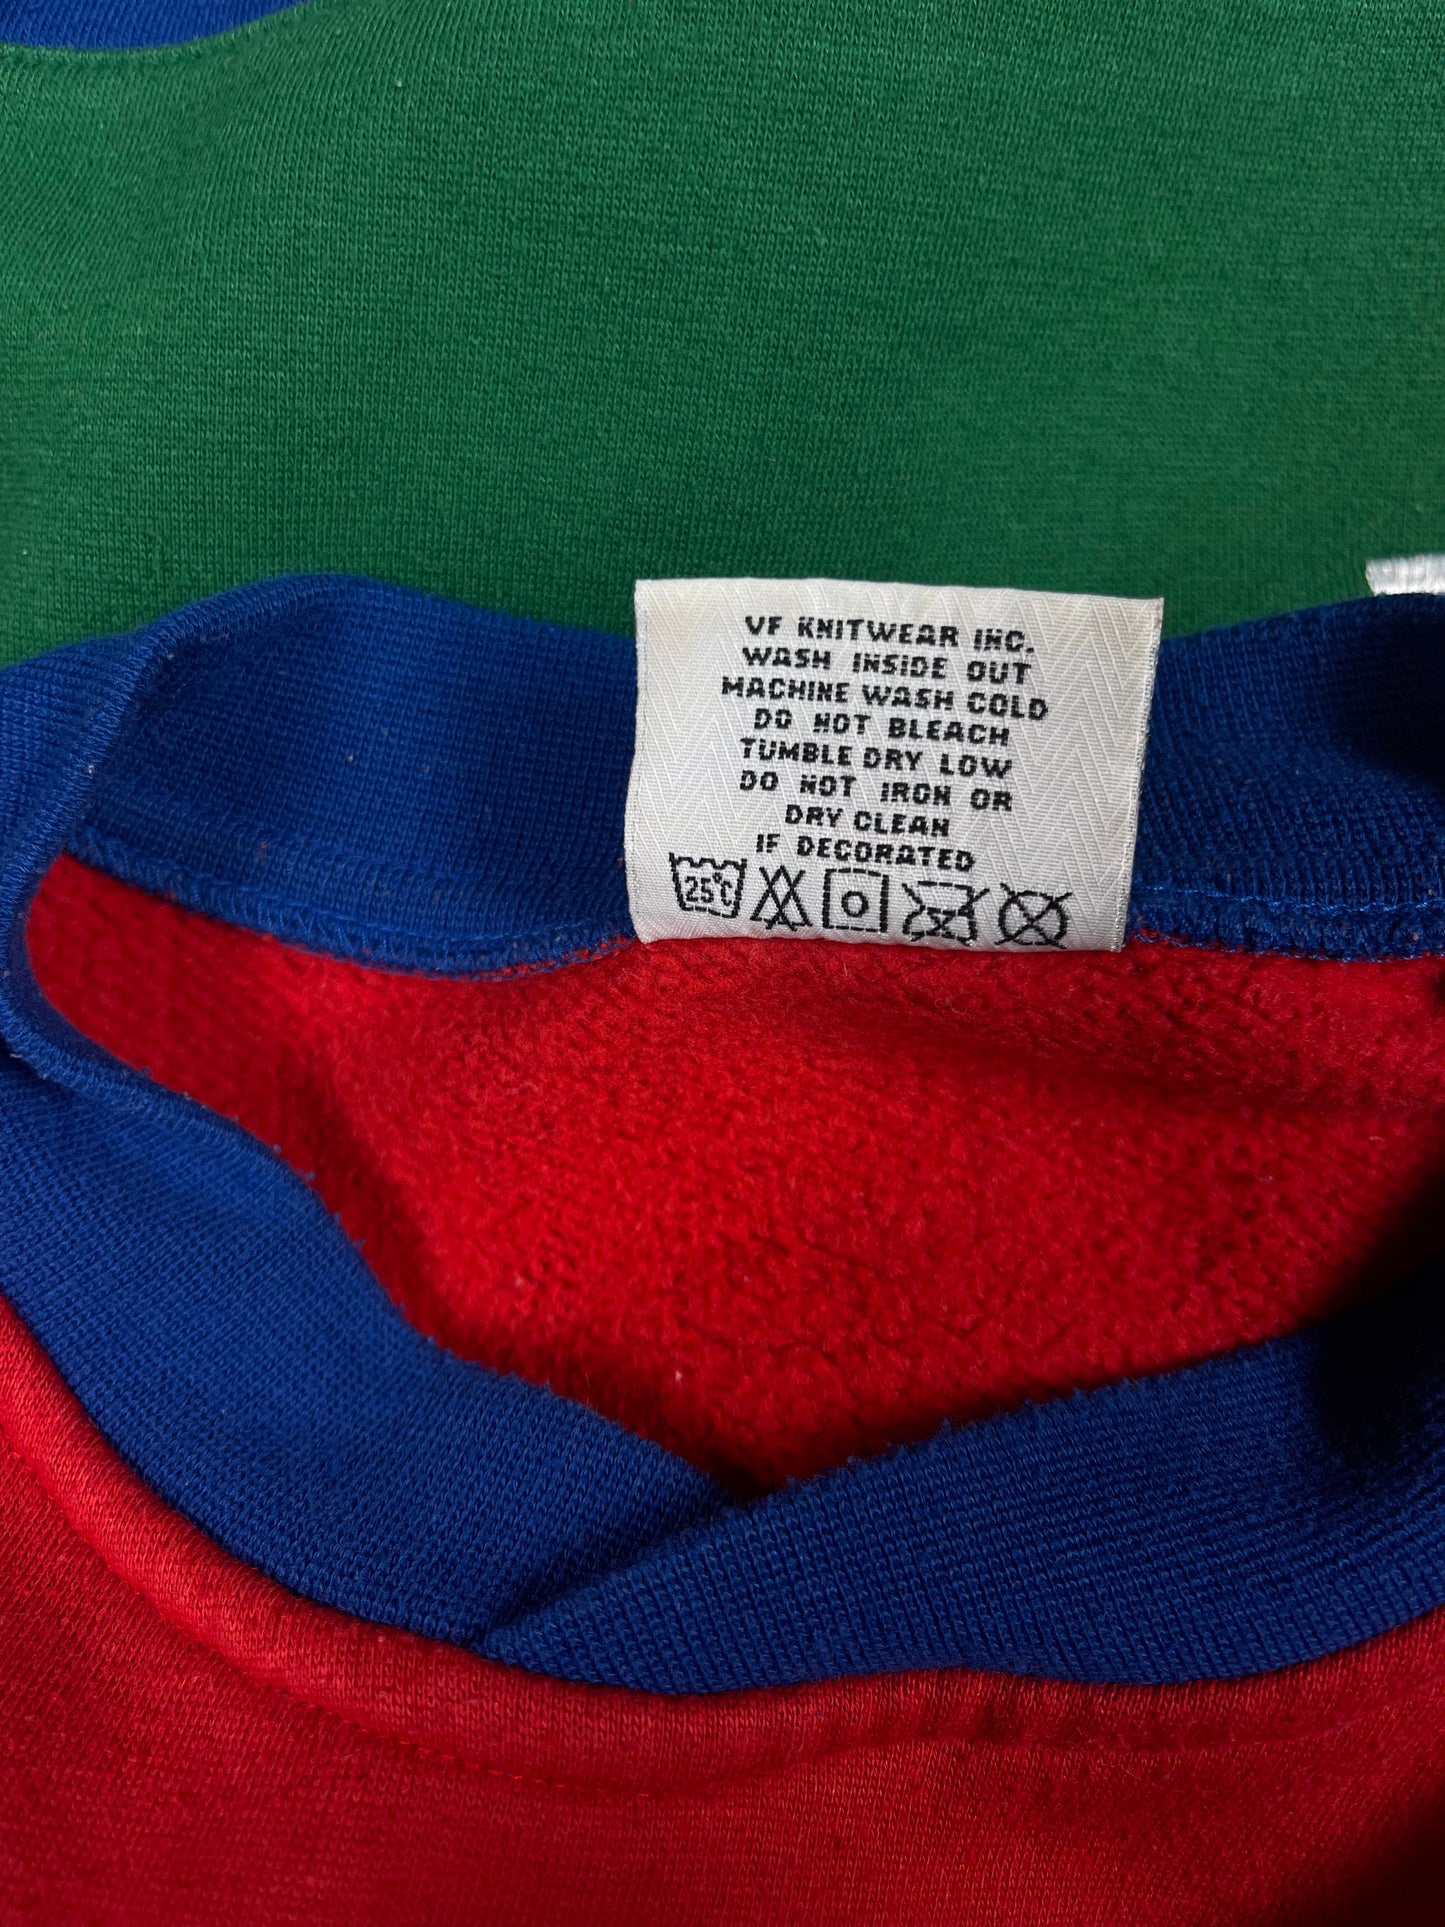 VF KNITWEAR INC.
WASH INSIDE OUT
MACHINE WASH COLD
DO NOT BLEACH
TUMBLE DRY LOW
DO NOT IRON OR
DRY CLEAN
IF DECORATED
25°C